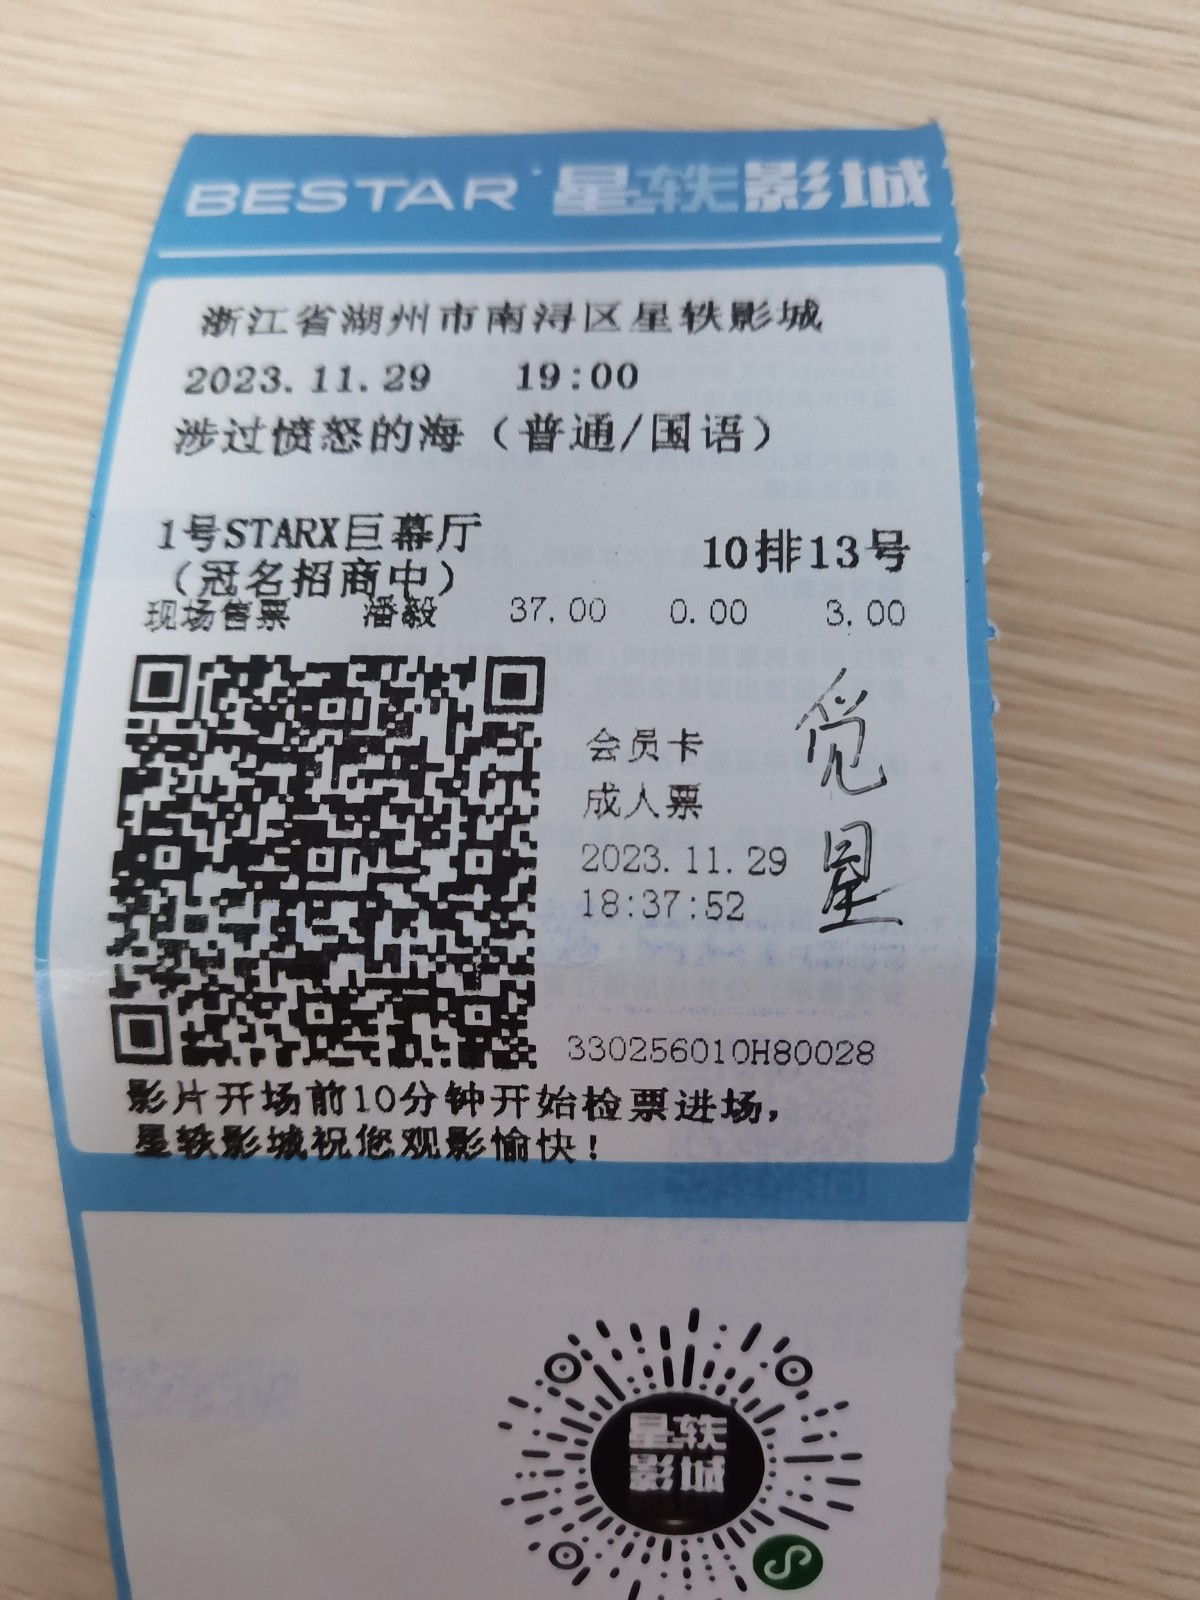 BESTAR 星轶影城
浙江省湖州市南浔区星轶影城
2023.11.29 19:00
涉过愤怒的海（普通/国语）
1号STARX巨幕厅 10排13号
（冠名招商中）
现场售票 潘毅 37.00 0.00 3.00
会员卡
成人票
2023.11.29
18:37:52
觅
星
330256010H80028
影片开场前10分钟开始检票进场，
星轶影城祝您观影愉快！
星轶
影城